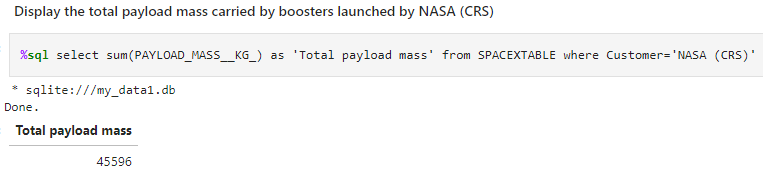 Display the total payload mass carried by boosters launched by NASA (CRS)
%sql select sum(PAYLOAD_MASS__KG_) as 'Total payload mass' from SPACEXTABLE where Customer='NASA (CRS)'
* sqlite:///my_data1.db
Done.
Total payload mass
45596